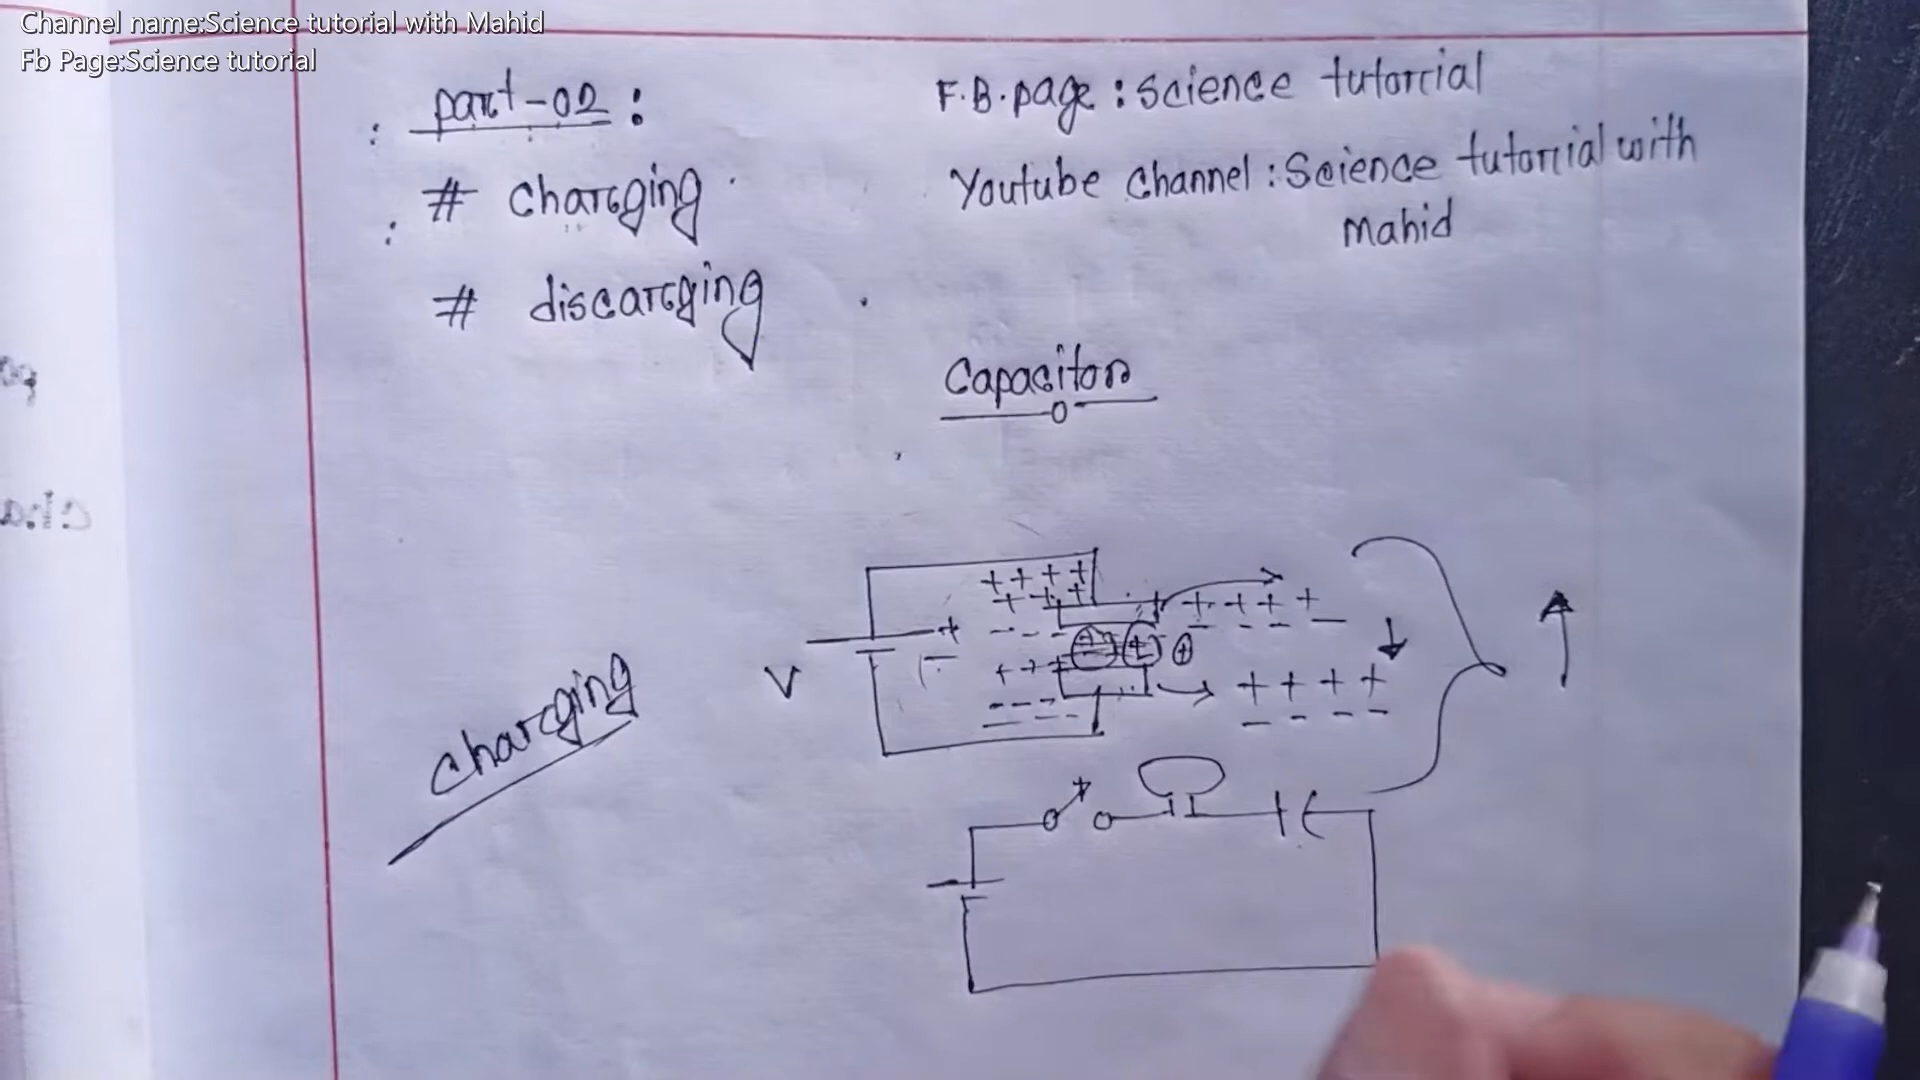 Channel name:Science tutorial with Mahid
Fb Page:Science tutorial
part-02:
# charging
# discarging
F.B.page : science tutorial
Youtube channel : Science tutorial with
Mahid
Capacitor
charging
V